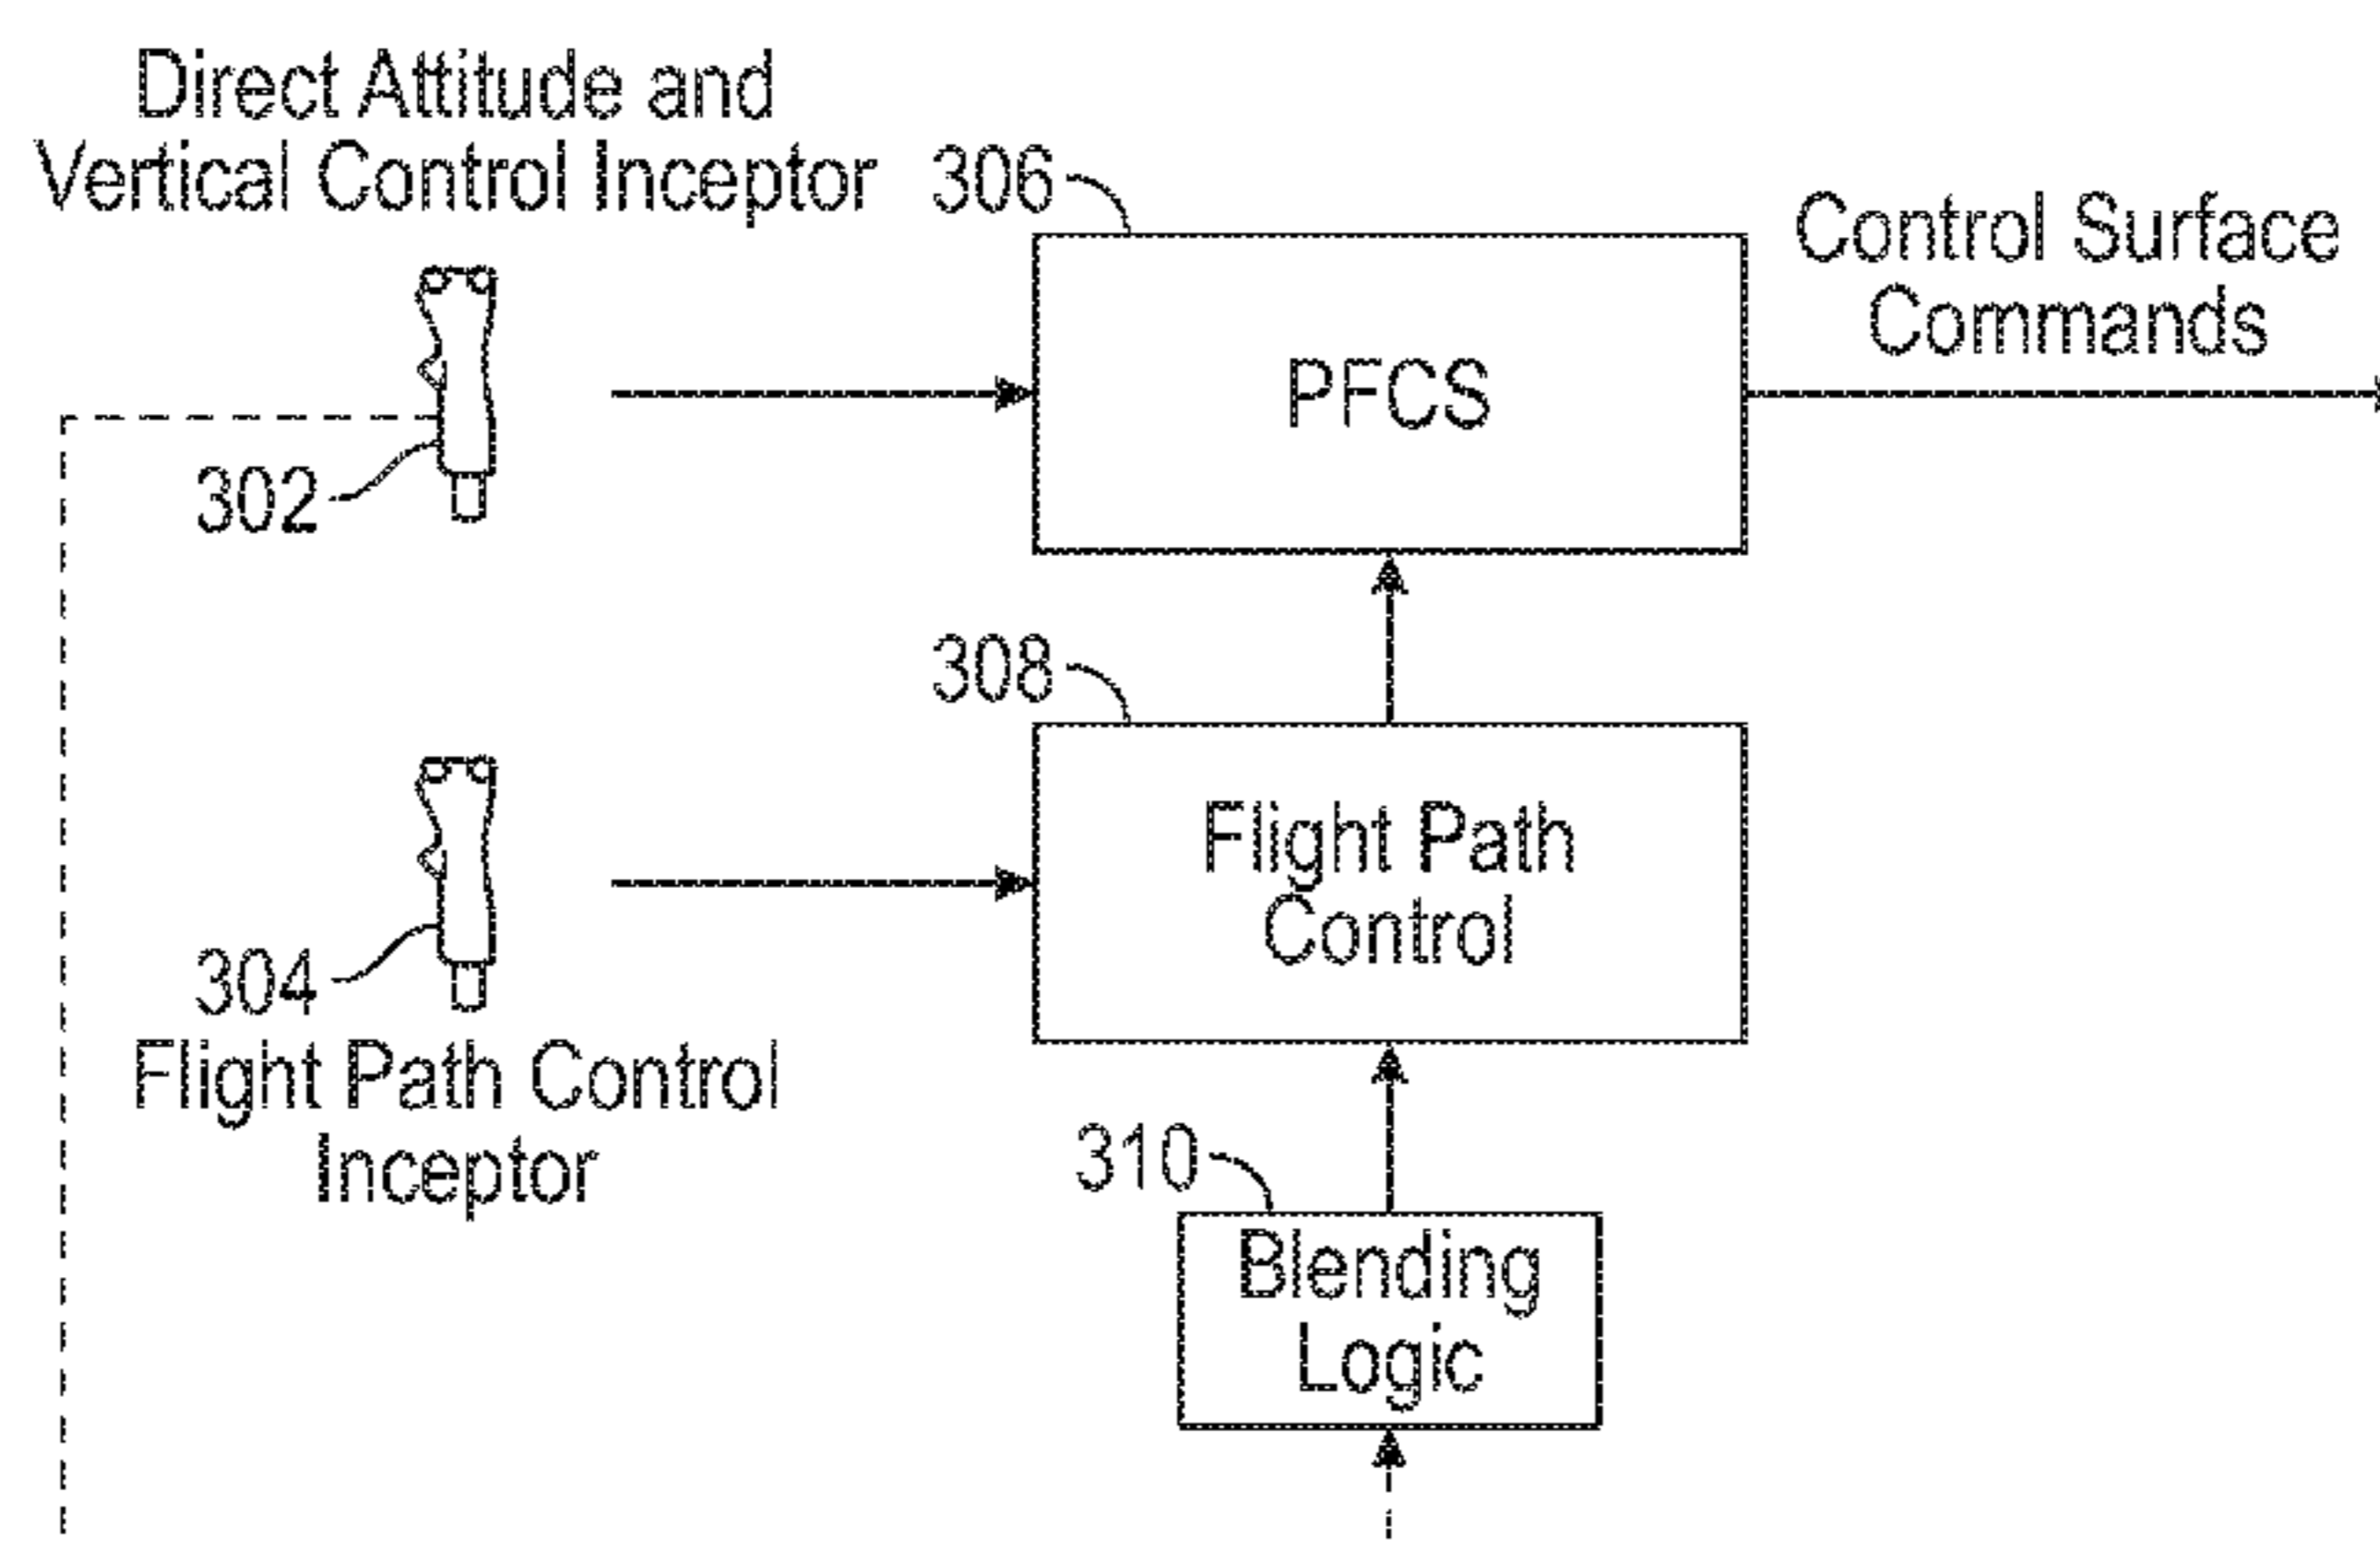 Direct Attitude and
Vertical Control Inceptor
306
Control Surface
Commands
PFCS
302
308
Flight Path
Control
304
Flight Path Control
Inceptor
310
Blending
Logic